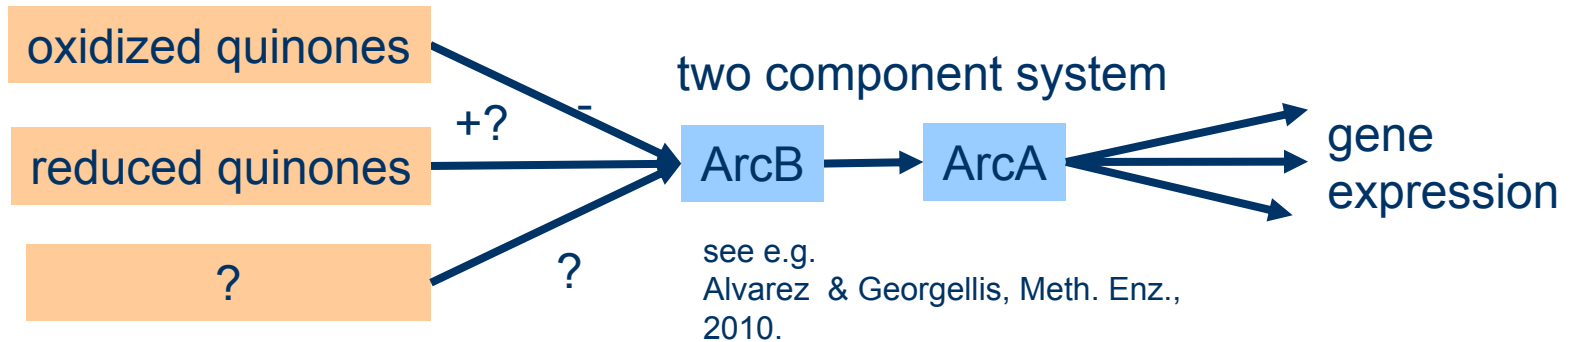 oxidized quinones
two component system
-
+?
reduced quinones
ArcB
ArcA
gene
expression
?
?
see e.g.
Alvarez & Georgellis, Meth. Enz.,
2010.